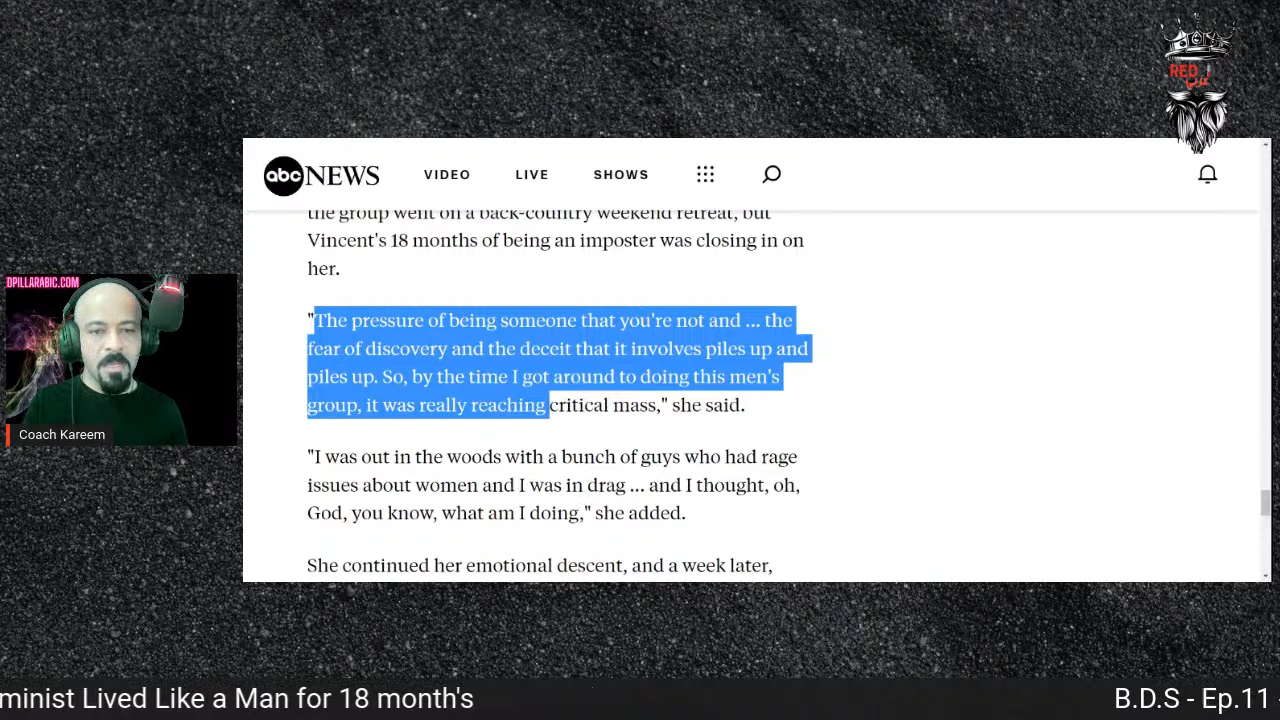 RED
abc NEWS VIDEO LIVE SHOWS
the group went on a back-country weekend retreat, but
Vincent's 18 months of being an imposter was closing in on
her.
"The pressure of being someone that you're not and ... the
fear of discovery and the deceit that it involves piles up and
piles up. So, by the time I got around to doing this men's
group, it was really reaching critical mass," she said.
"I was out in the woods with a bunch of guys who had rage
issues about women and I was in drag ... and I thought, oh,
God, you know, what am I doing," she added.
She continued her emotional descent, and a week later,
DPILLARABIC.COM
Coach Kareem
minist Lived Like a Man for 18 month's
B.D.S - Ep.11